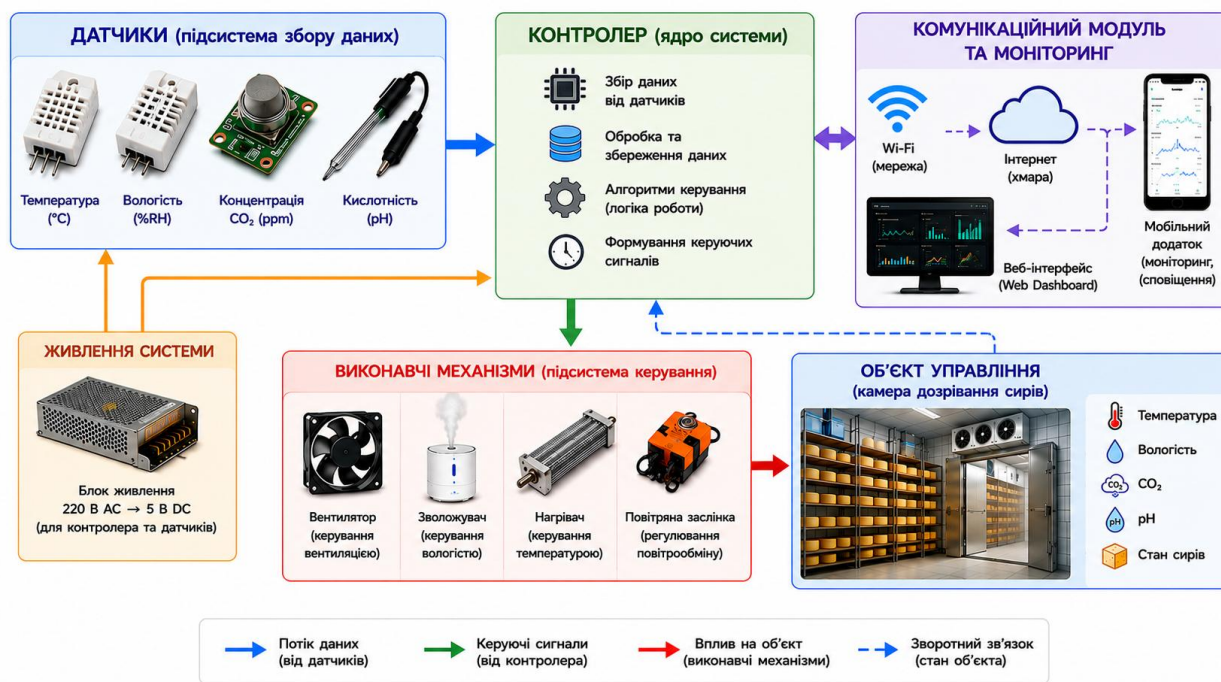 ДАТЧИКИ (підсистема збору даних)
Температура
(°C)
Вологість
(%RH)
Концентрація
CO₂ (ppm)
Кислотність
(pH)
КОНТРОЛЕР (ядро системи)
Збір даних
від датчиків
Обробка та
збереження даних
Алгоритми керування
(логіка роботи)
Формування керуючих
сигналів
КОМУНІКАЦІЙНИЙ МОДУЛЬ
ТА МОНІТОРИНГ
Wi-Fi
(мережа)
Інтернет
(хмара)
Веб-інтерфейс
(Web Dashboard)
Мобільний
додаток
(моніторинг,
(сповіщення)
ЖИВЛЕННЯ СИСТЕМИ
Блок живлення
220 В AC → 5 В DC
(для контролера та датчиків)
ВИКОНАВЧІ МЕХАНІЗМИ (підсистема керування)
Вентилятор
(керування
вентиляцією)
Зволожувач
(керування
вологістю)
Нагрівач
(керування
температурою)
Повітряна заслінка
(регулювання
повітрообміну)
ОБ'ЄКТ УПРАВЛІННЯ
(камера дозрівання сирів)
Температура
Вологість
CO₂
CO₂
pH
pH
Стан сирів
Потік даних
(від датчиків)
Керуючі сигнали
(від контролера)
Вплив на об'єкт
(виконавчі механізми)
Зворотний зв'язок
(стан об'єкта)